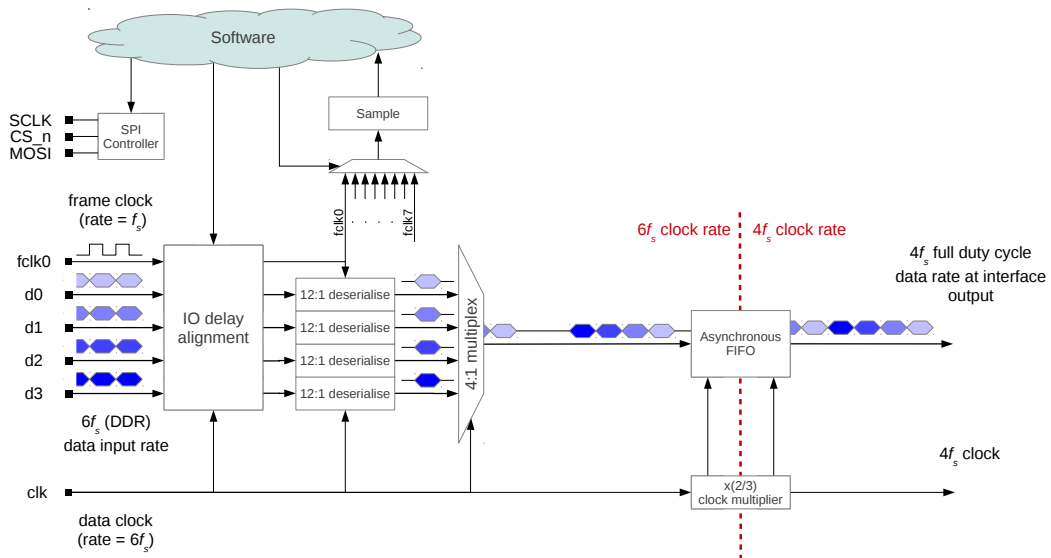 Software
Sample
SCLK
CS_n
MOSI
SPI
Controller
frame clock
(rate = fs)
fclk0
. . . . .
fclk7
6fs clock rate
4fs clock rate
4fs full duty cycle
data rate at interface
output
fclk0
d0
d1
d2
d3
IO delay
alignment
12:1 deserialise
12:1 deserialise
12:1 deserialise
12:1 deserialise
4:1 multiplex
Asynchronous
FIFO
6fs (DDR)
data input rate
4fs clock
clk
x(2/3)
clock multiplier
data clock
(rate = 6fs)